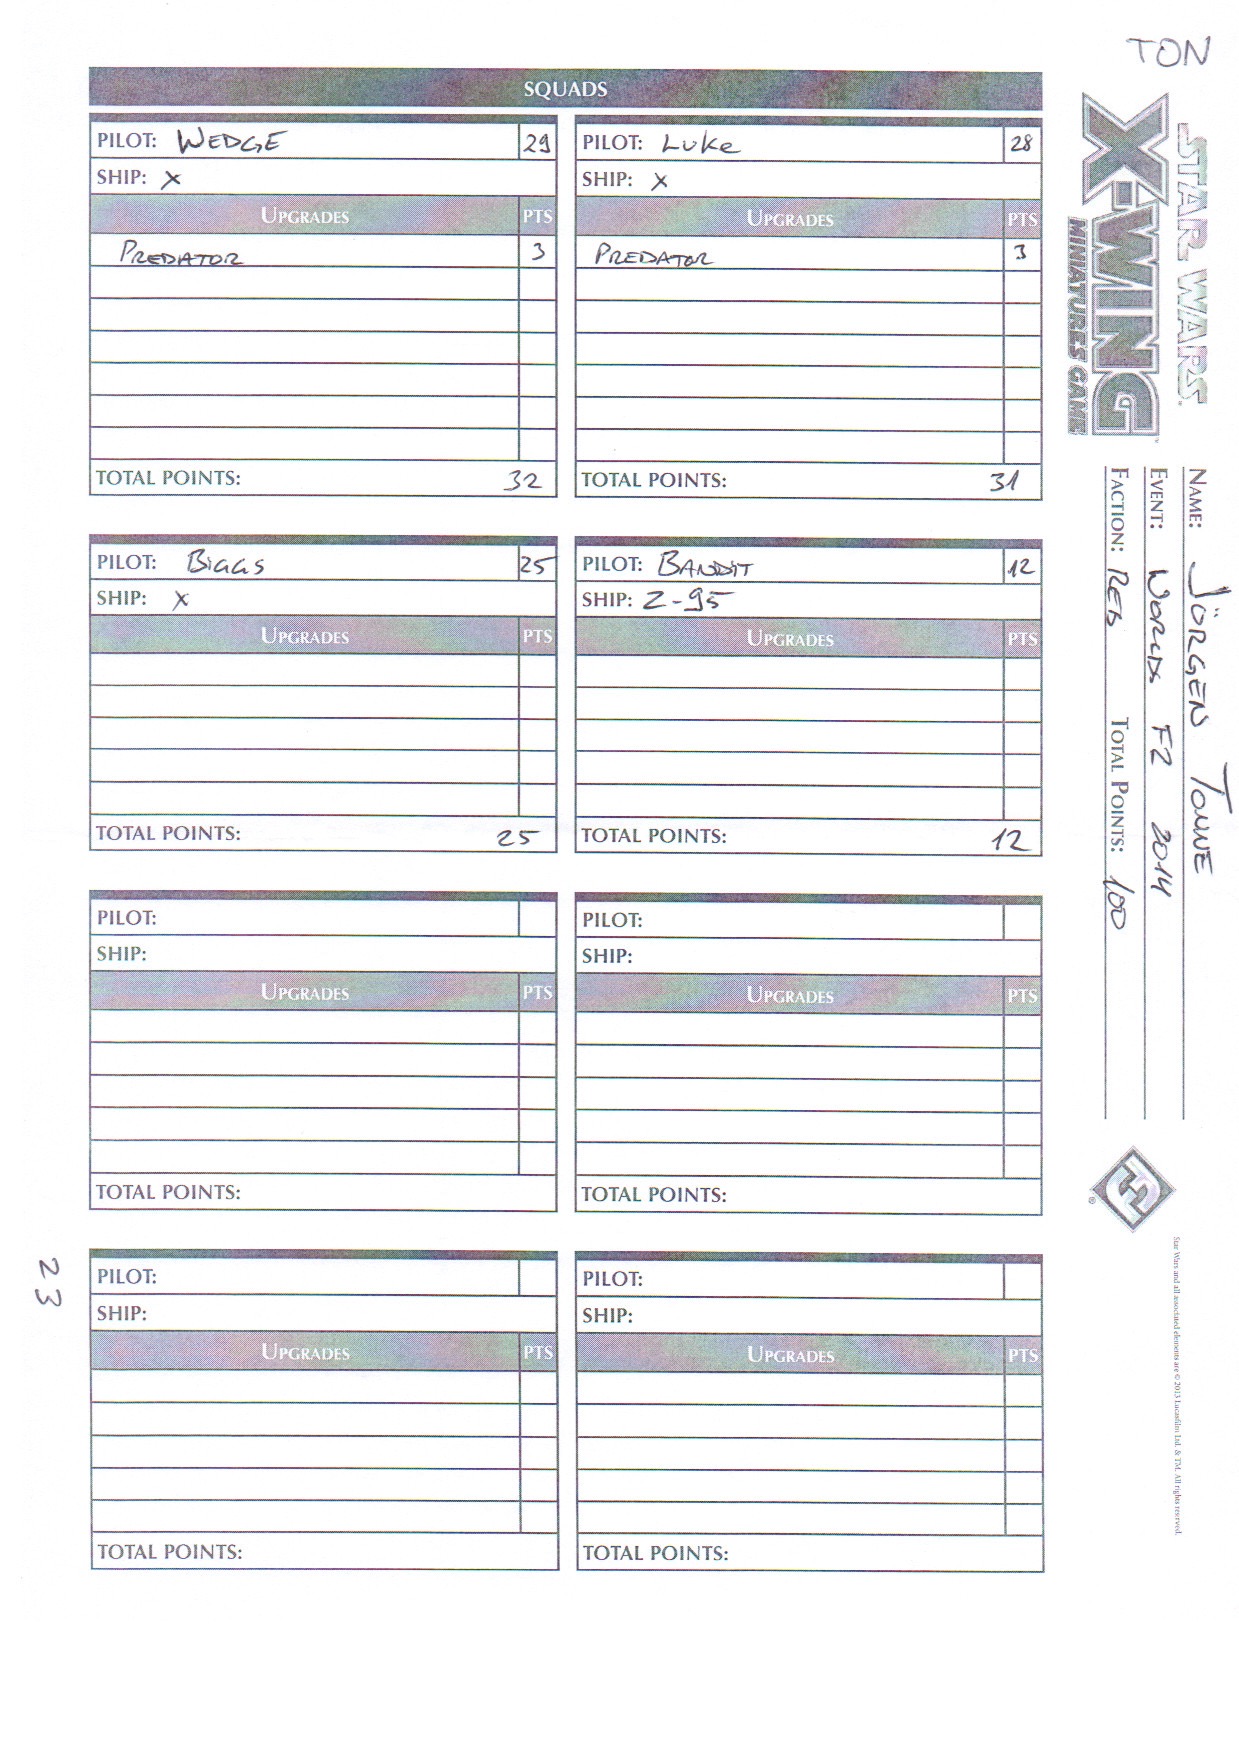 TON
SQUADS
PILOT: WEDGE 29
SHIP: X
UPGRADES PTS
PREDATOR 3
TOTAL POINTS: 32
PILOT: Luke 28
SHIP: X
UPGRADES PTS
PREDATOR 3
TOTAL POINTS: 31
PILOT: BIGGS 25
SHIP: X
UPGRADES PTS
TOTAL POINTS: 25
PILOT: BANDIT 12
SHIP: Z-95
UPGRADES PTS
TOTAL POINTS: 12
PILOT:
SHIP:
UPGRADES PTS
TOTAL POINTS:
PILOT:
SHIP:
UPGRADES PTS
TOTAL POINTS:
PILOT:
SHIP:
UPGRADES PTS
TOTAL POINTS:
PILOT:
SHIP:
UPGRADES PTS
TOTAL POINTS:
STAR WARS
X-WING™
MINIATURES GAME
NAME: JÖRGEN TONNE
EVENT: WORLDS F2 2014
FACTION: REB TOTAL POINTS: 100
®
Star Wars and all associated elements are © 2013 Lucasfilm Ltd. & TM. All rights reserved.
23